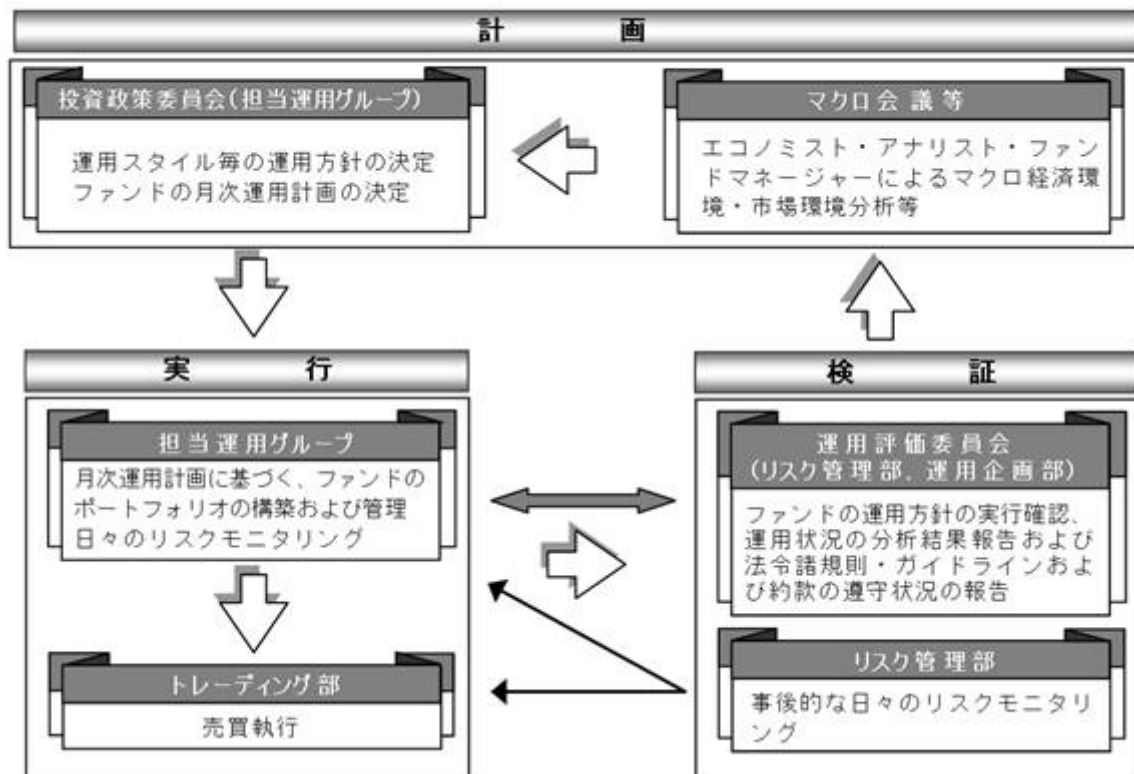 計画
投資政策委員会(担当運用グループ)
運用スタイル毎の運用方針の決定
ファンドの月次運用計画の決定
マクロ会議等
エコノミスト・アナリスト・ファン
ドマネージャーによるマクロ経済環
境・市場環境分析等
実行
担当運用グループ
月次運用計画に基づく、ファンドの
ポートフォリオの構築および管理
日々のリスクモニタリング
トレーディング部
売買執行
検証
運用評価委員会
(リスク管理部、運用企画部)
ファンドの運用方針の実行確認、
運用状況の分析結果報告および
法令諸規則・ガイドラインおよ
び約款の遵守状況の報告
リスク管理部
事後的な日々のリスクモニタリ
ング